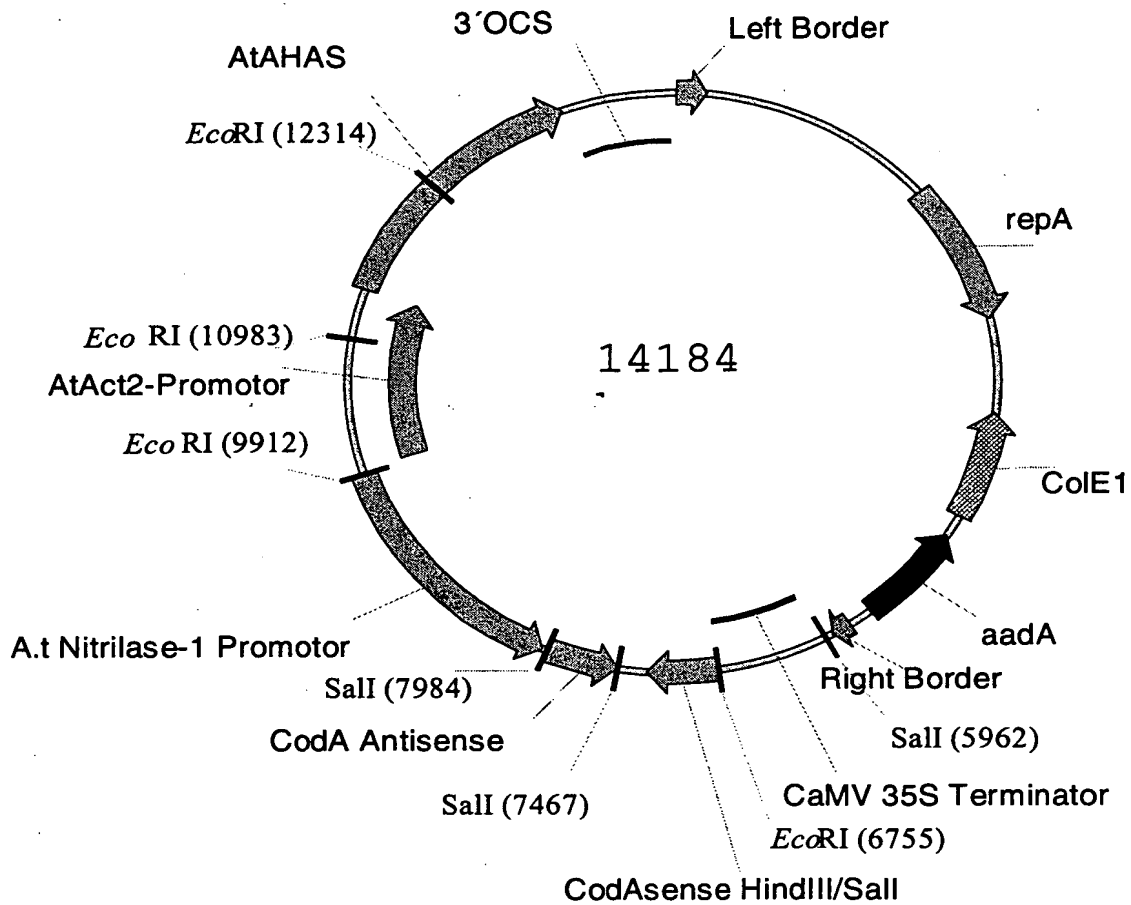 3´OCS
Left Border
AtAHAS
EcoRI (12314)
repA
Eco RI (10983)
14184
AtAct2-Promotor
Eco RI (9912)
ColE1
A.t Nitrilase-1 Promotor
aadA
SalI (7984)
Right Border
CodA Antisense
SalI (5962)
SalI (7467)
CaMV 35S Terminator
EcoRI (6755)
CodAsense HindIII/SalI